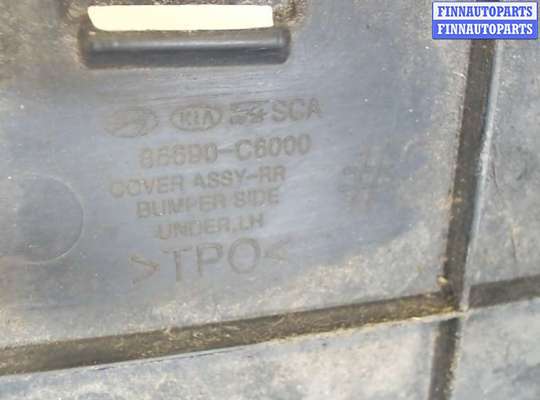 FINNAUTOPARTS
FINNAUTOPARTS
KIA SCA
86690-C6000
COVER ASSY-RR
BUMPER SIDE
UNDER,LH
>TPO<